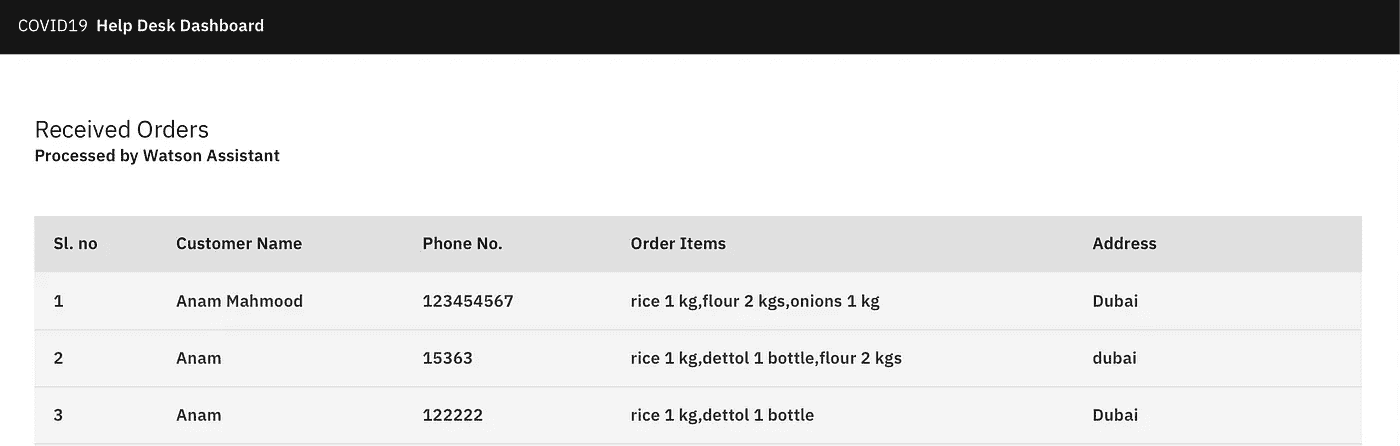 COVID19 Help Desk Dashboard
Received Orders
Processed by Watson Assistant
Sl. no Customer Name Phone No. Order Items Address
1 Anam Mahmood 123454567 rice 1 kg,flour 2 kgs,onions 1 kg Dubai
2 Anam 15363 rice 1 kg,dettol 1 bottle,flour 2 kgs dubai
3 Anam 122222 rice 1 kg,dettol 1 bottle Dubai